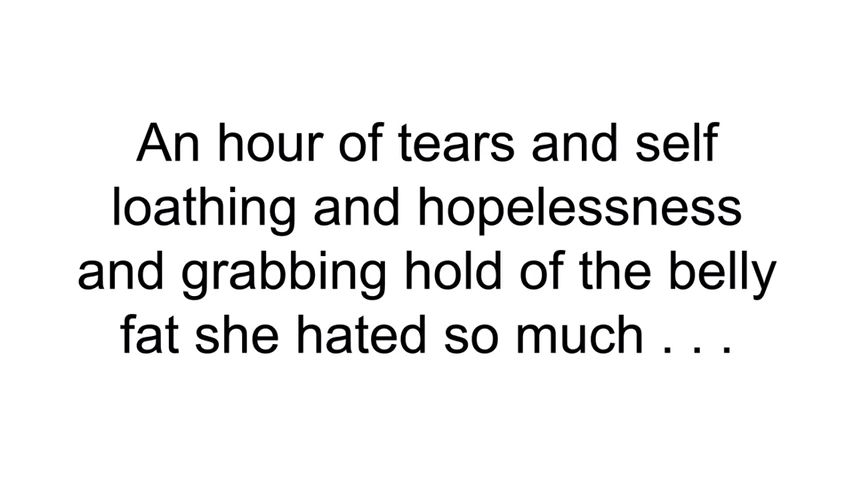 An hour of tears and self
loathing and hopelessness
and grabbing hold of the belly
fat she hated so much . . .